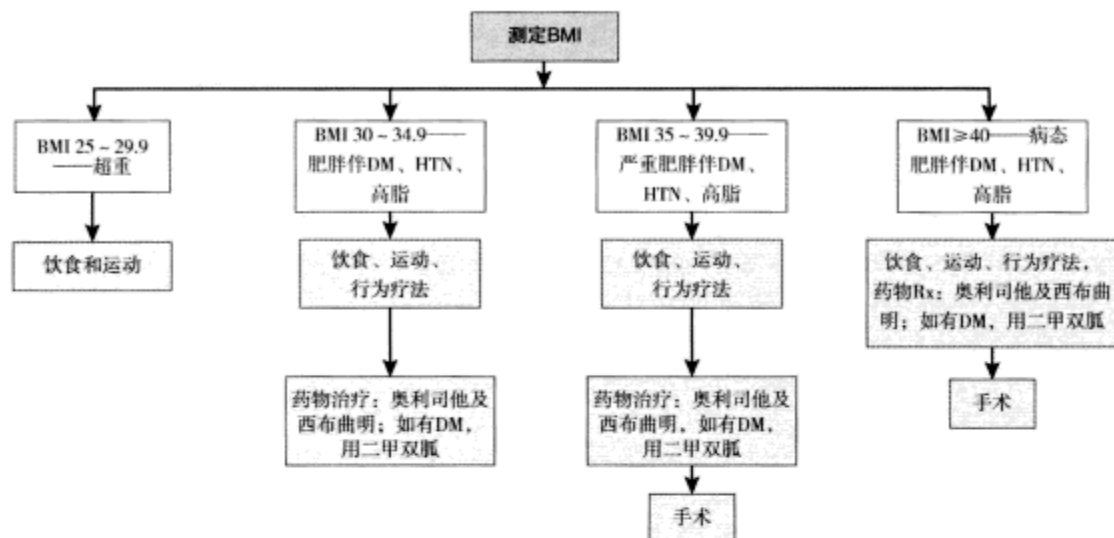 测定BMI
BMI 25~29.9
——超重
饮食和运动
BMI 30~34.9——
肥胖伴DM、HTN、
高脂
饮食、运动、
行为疗法
药物治疗：奥利司他及
西布曲明；如有DM，
用二甲双胍
BMI 35~39.9——
严重肥胖伴DM、
HTN、高脂
饮食、运动、
行为疗法
药物治疗：奥利司他及
西布曲明，如有DM，
用二甲双胍
手术
BMI≥40——病态
肥胖伴DM、HTN、
高脂
饮食、运动、行为疗法，
药物Rx：奥利司他及西布曲
明；如有DM，用二甲双胍
手术